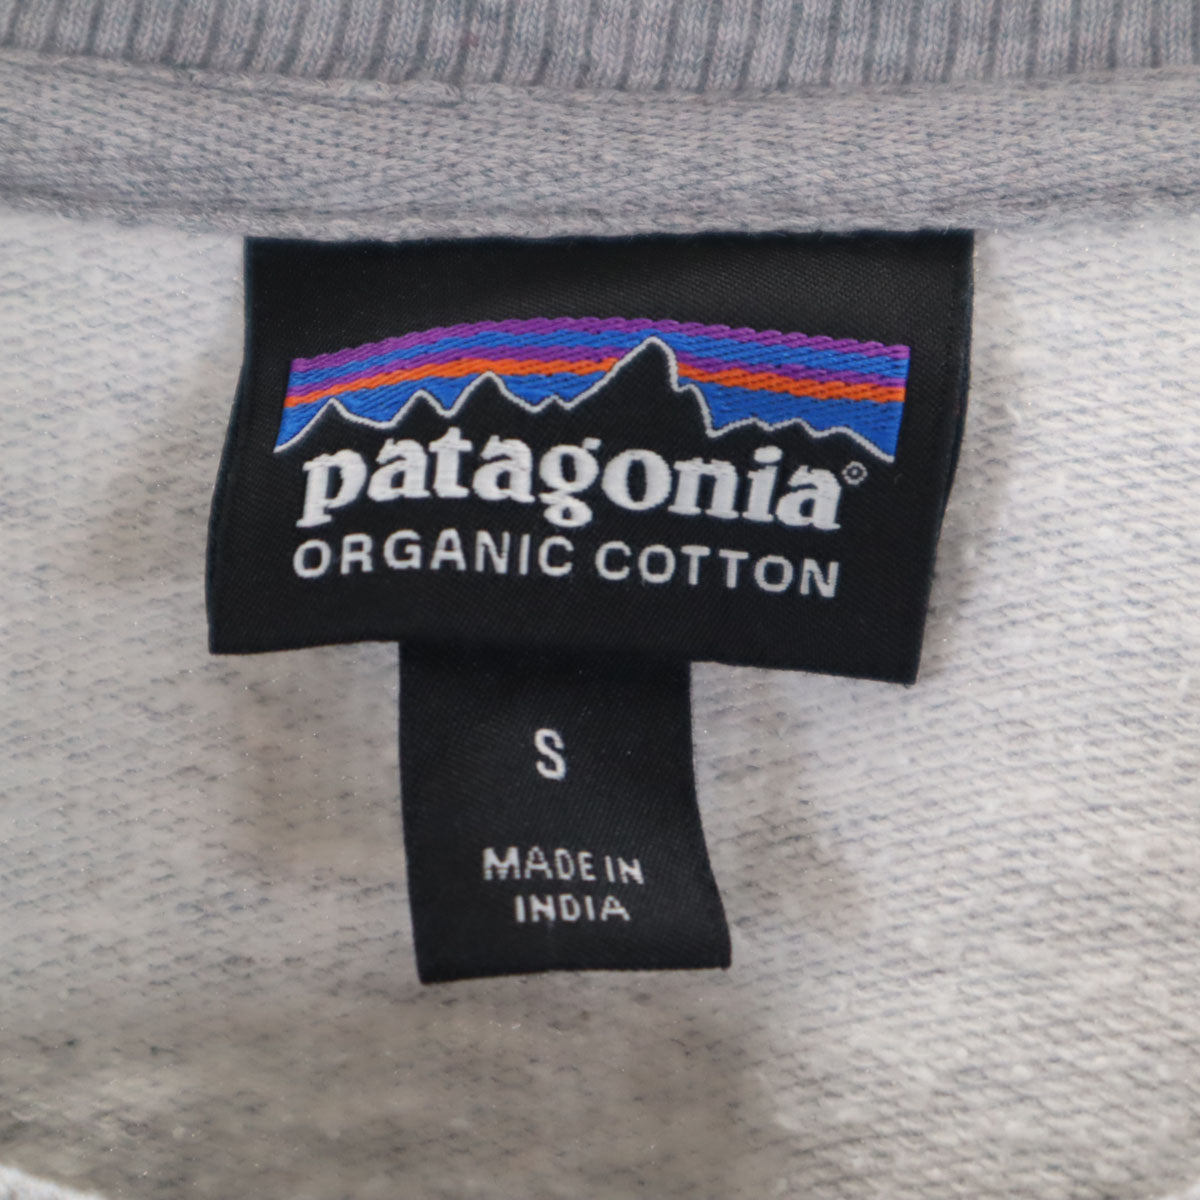 patagonia®
ORGANIC COTTON
S
MADE IN
INDIA